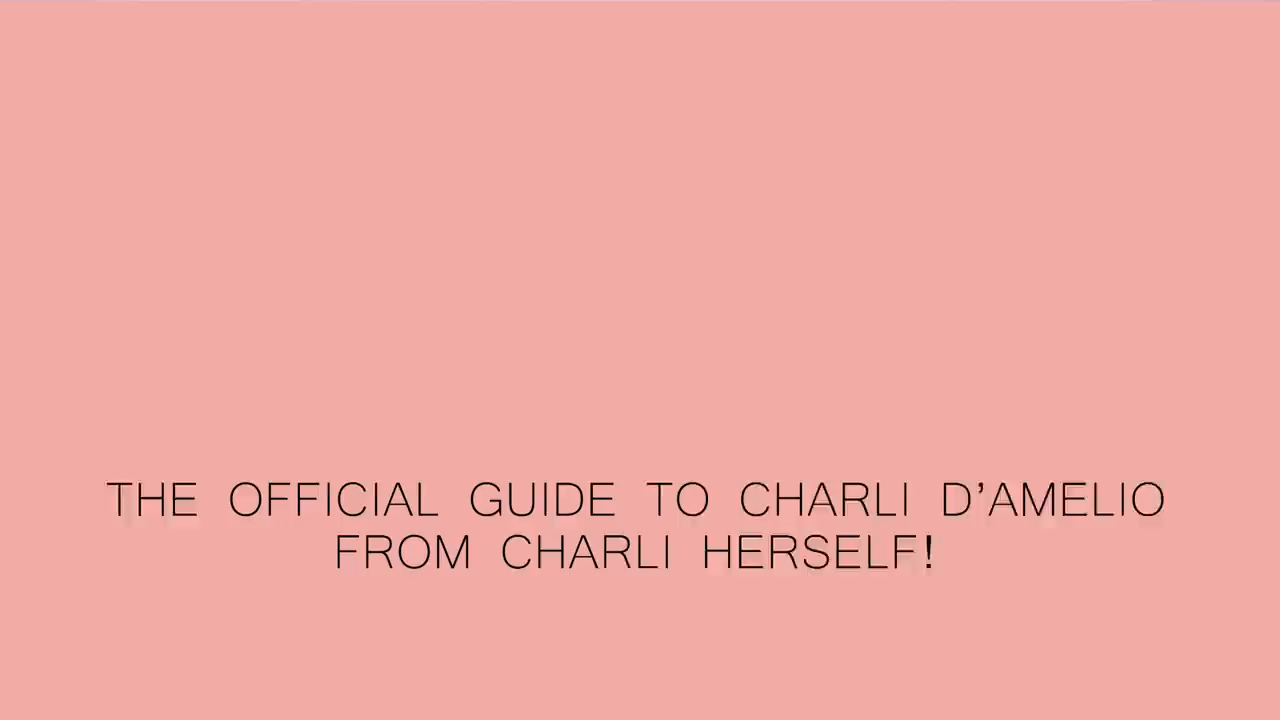 THE OFFICIAL GUIDE TO CHARLI D’AMELIO
FROM CHARLI HERSELF!